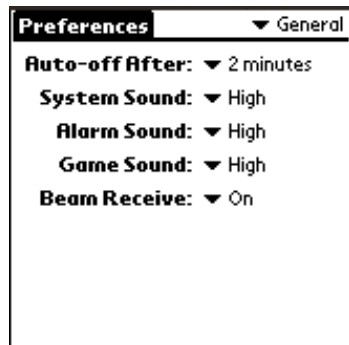 Preferences ▼ General
Auto-off After: ▼ 2 minutes
System Sound: ▼ High
Alarm Sound: ▼ High
Game Sound: ▼ High
Beam Receive: ▼ On